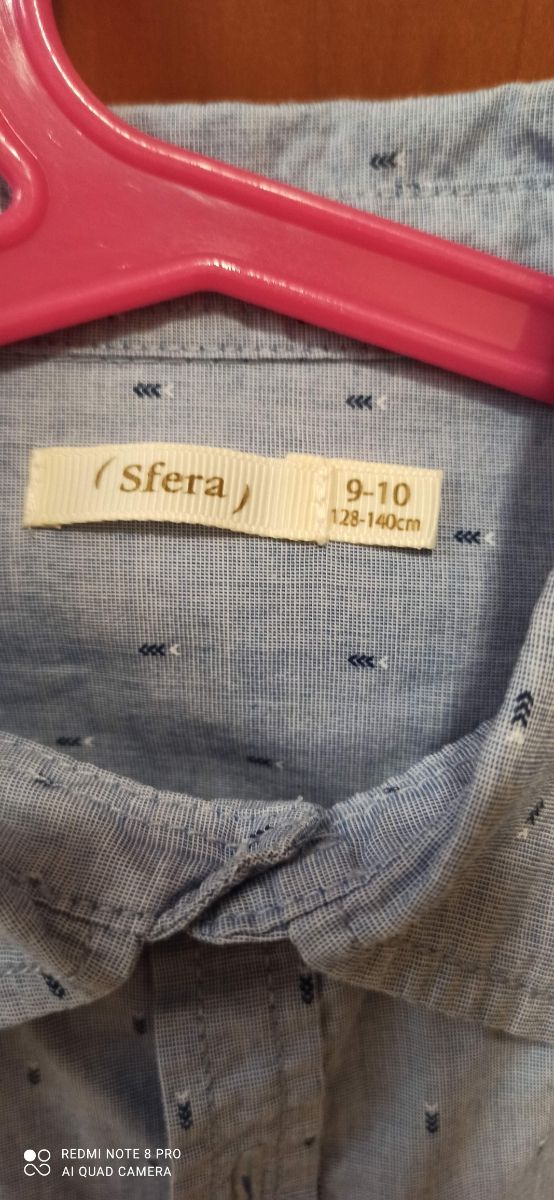 (Sfera)
9-10
128-140cm
REDMI NOTE 8 PRO
AI QUAD CAMERA